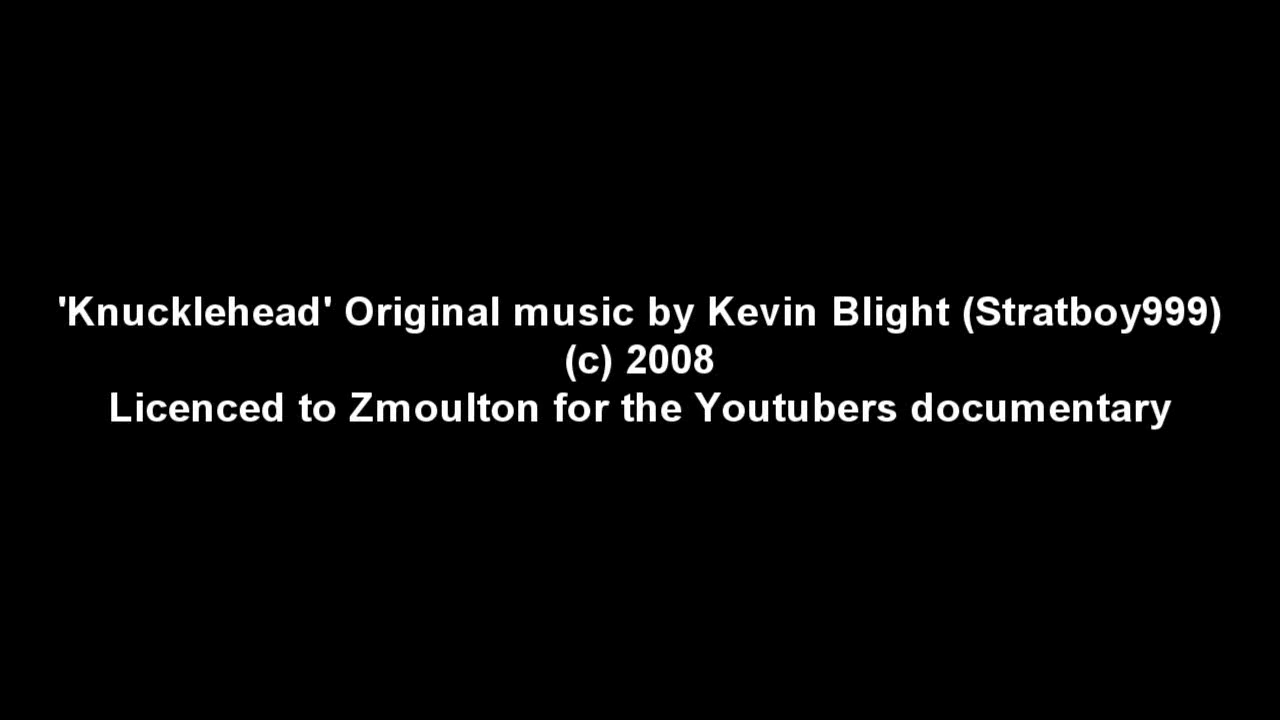 'Knucklehead' Original music by Kevin Blight (Stratboy999)
(c) 2008
Licenced to Zmoulton for the Youtubers documentary